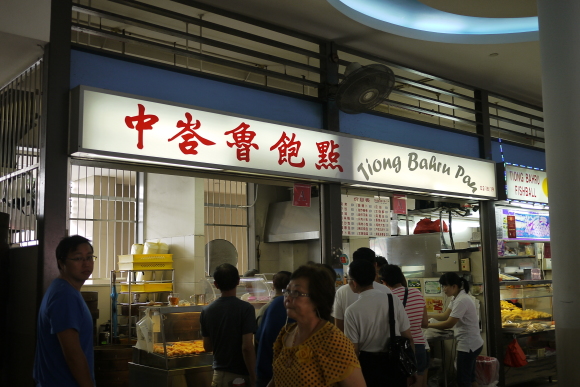 中峇魯飽點
Tiong Bahru Pau
TIONG BAHRU
FISHBALL